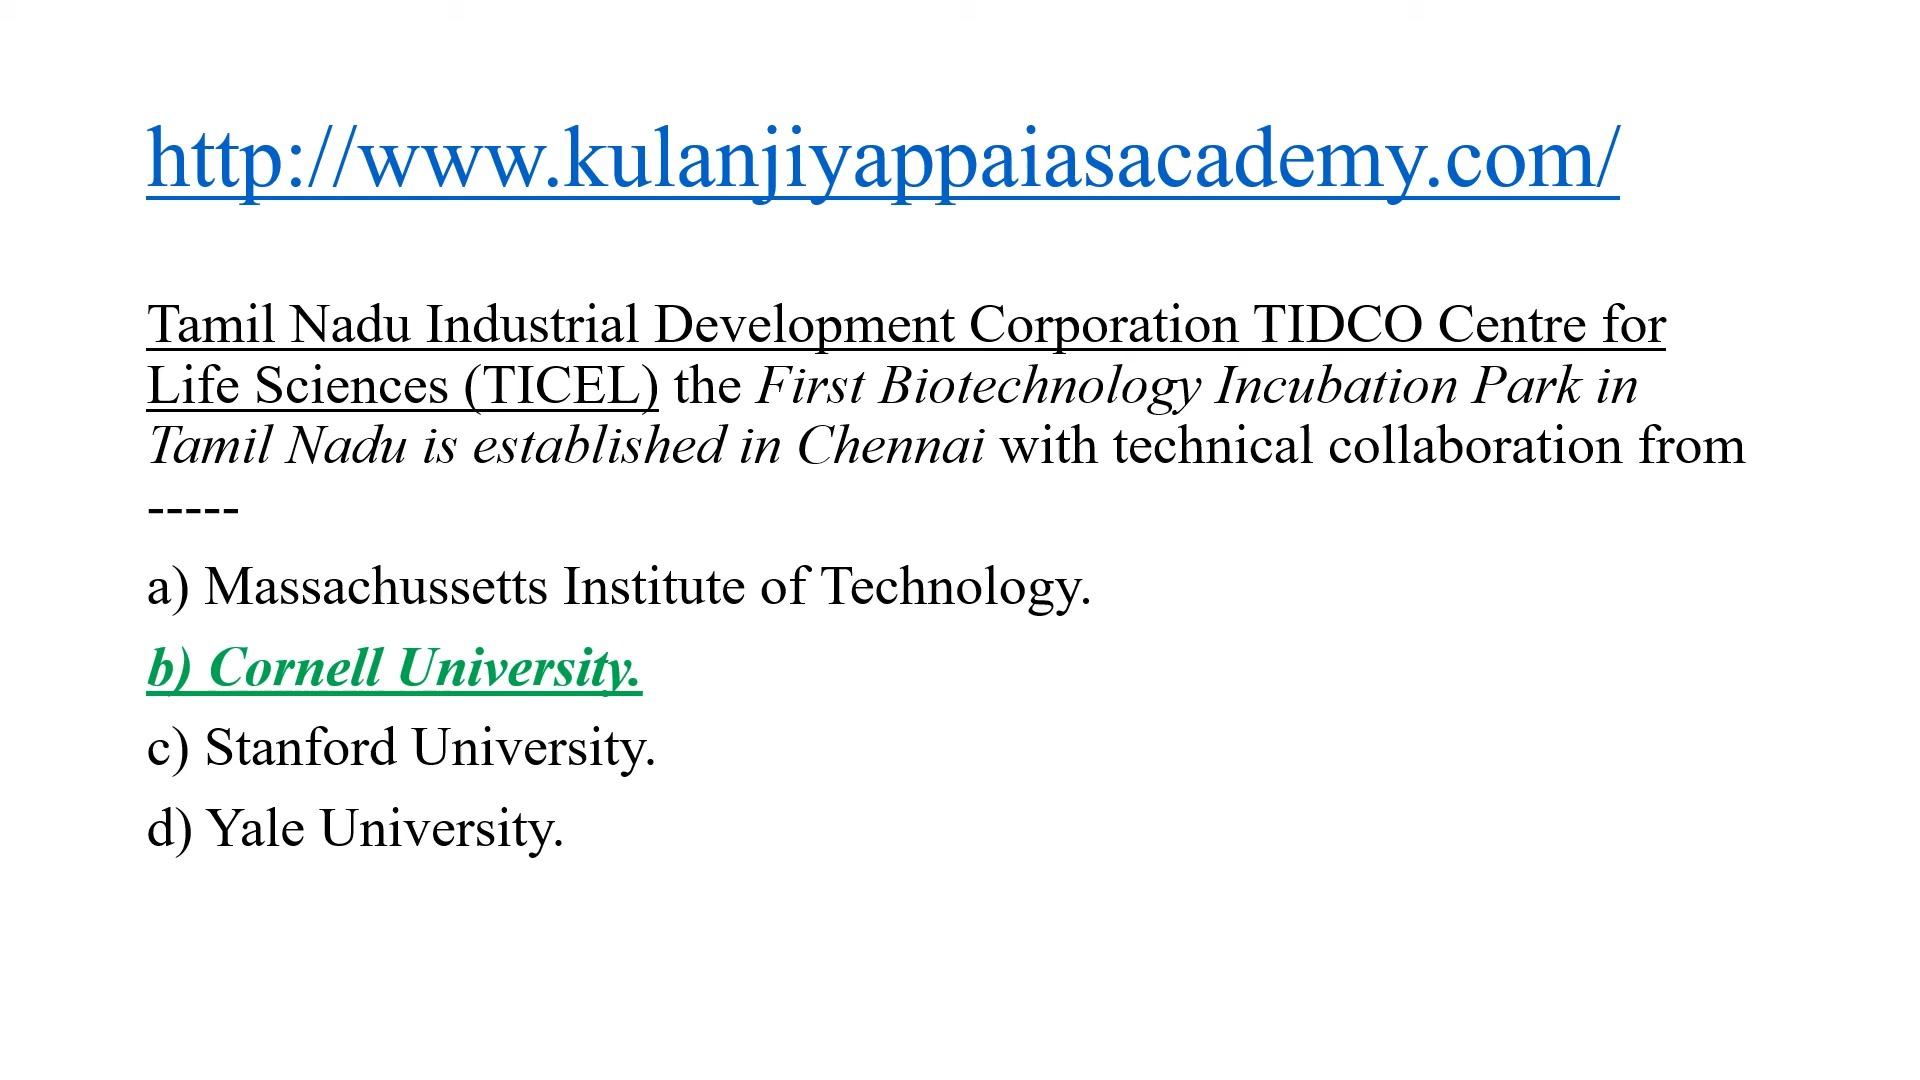 http://www.kulanjiyappaiasacademy.com/
Tamil Nadu Industrial Development Corporation TIDCO Centre for
Life Sciences (TICEL) the First Biotechnology Incubation Park in
Tamil Nadu is established in Chennai with technical collaboration from
-----
a) Massachussetts Institute of Technology.
b) Cornell University.
c) Stanford University.
d) Yale University.